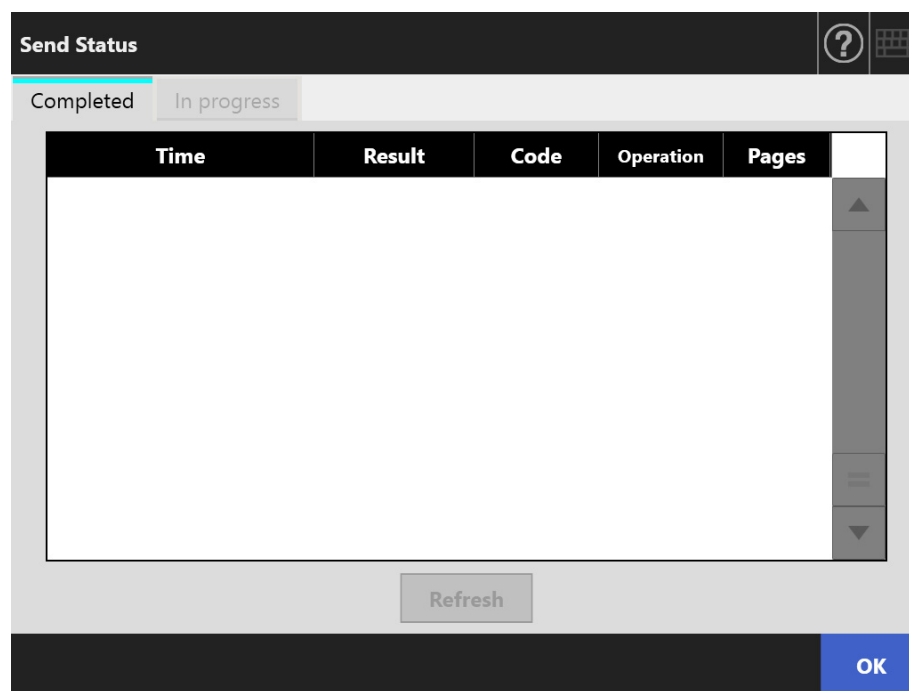 Send Status
?
Completed In progress
Time Result Code Operation Pages
Refresh
OK